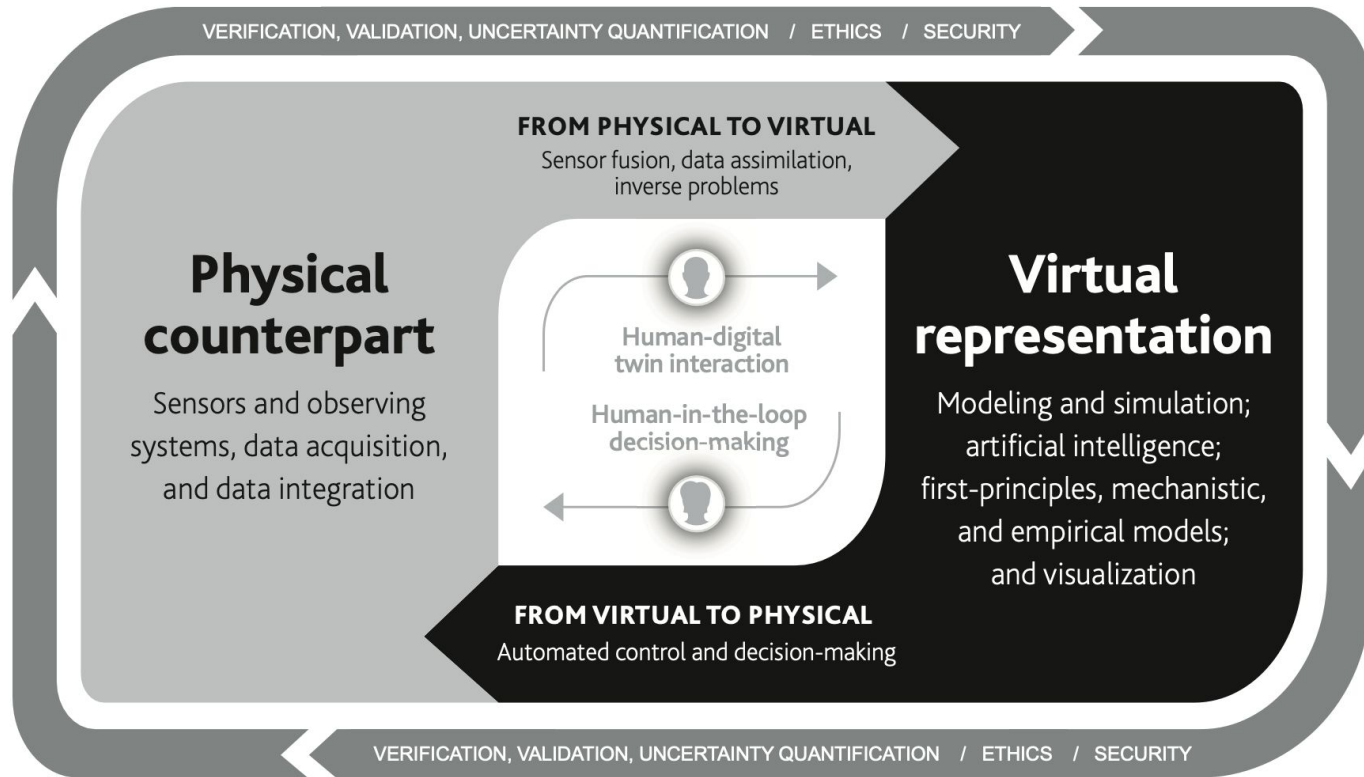 VERIFICATION, VALIDATION, UNCERTAINTY QUANTIFICATION / ETHICS / SECURITY
FROM PHYSICAL TO VIRTUAL
Sensor fusion, data assimilation,
inverse problems
Physical
counterpart
Sensors and observing
systems, data acquisition,
and data integration
Human-digital
twin interaction
Human-in-the-loop
decision-making
Virtual
representation
Modeling and simulation;
artificial intelligence;
first-principles, mechanistic,
and empirical models;
and visualization
FROM VIRTUAL TO PHYSICAL
Automated control and decision-making
VERIFICATION, VALIDATION, UNCERTAINTY QUANTIFICATION / ETHICS / SECURITY